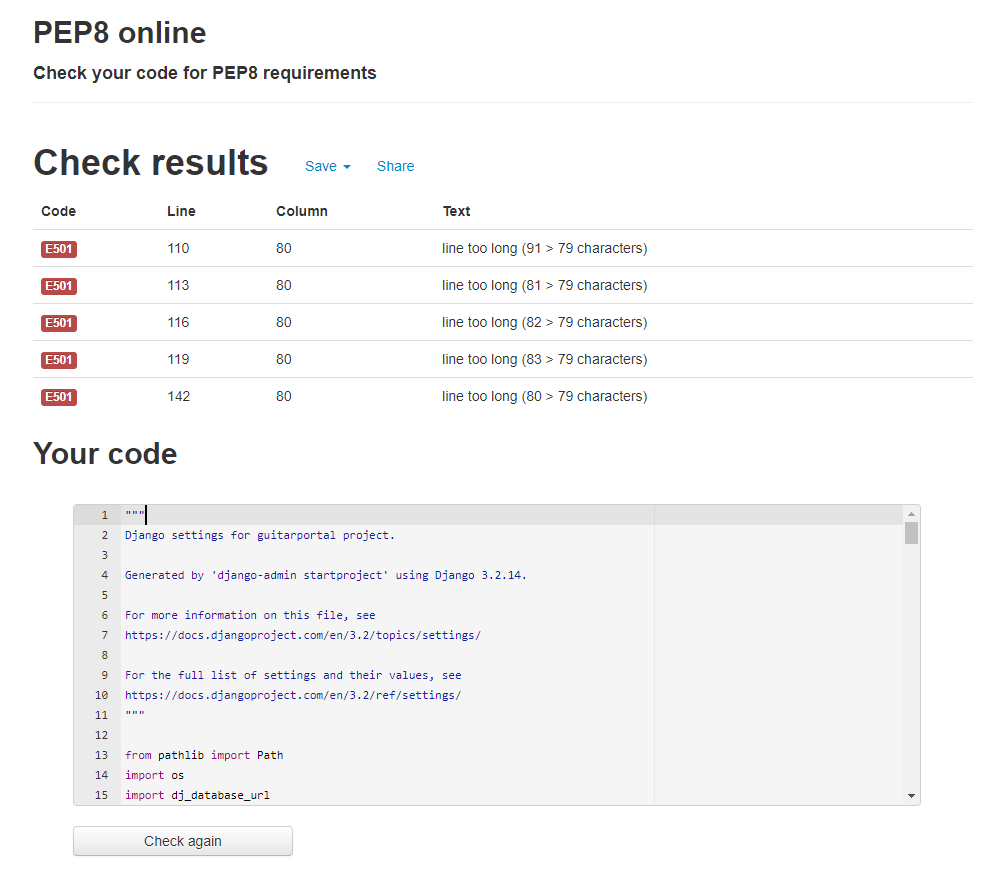 PEP8 online
Check your code for PEP8 requirements
Check results Save Share
Code Line Column Text
E501 110 80 line too long (91 > 79 characters)
E501 113 80 line too long (81 > 79 characters)
E501 116 80 line too long (82 > 79 characters)
E501 119 80 line too long (83 > 79 characters)
E501 142 80 line too long (80 > 79 characters)
Your code
1 """
2 Django settings for guitarportal project.
3
4 Generated by 'django-admin startproject' using Django 3.2.14.
5
6 For more information on this file, see
7 https://docs.djangoproject.com/en/3.2/topics/settings/
8
9 For the full list of settings and their values, see
10 https://docs.djangoproject.com/en/3.2/ref/settings/
11 """
12
13 from pathlib import Path
14 import os
15 import dj_database_url
Check again